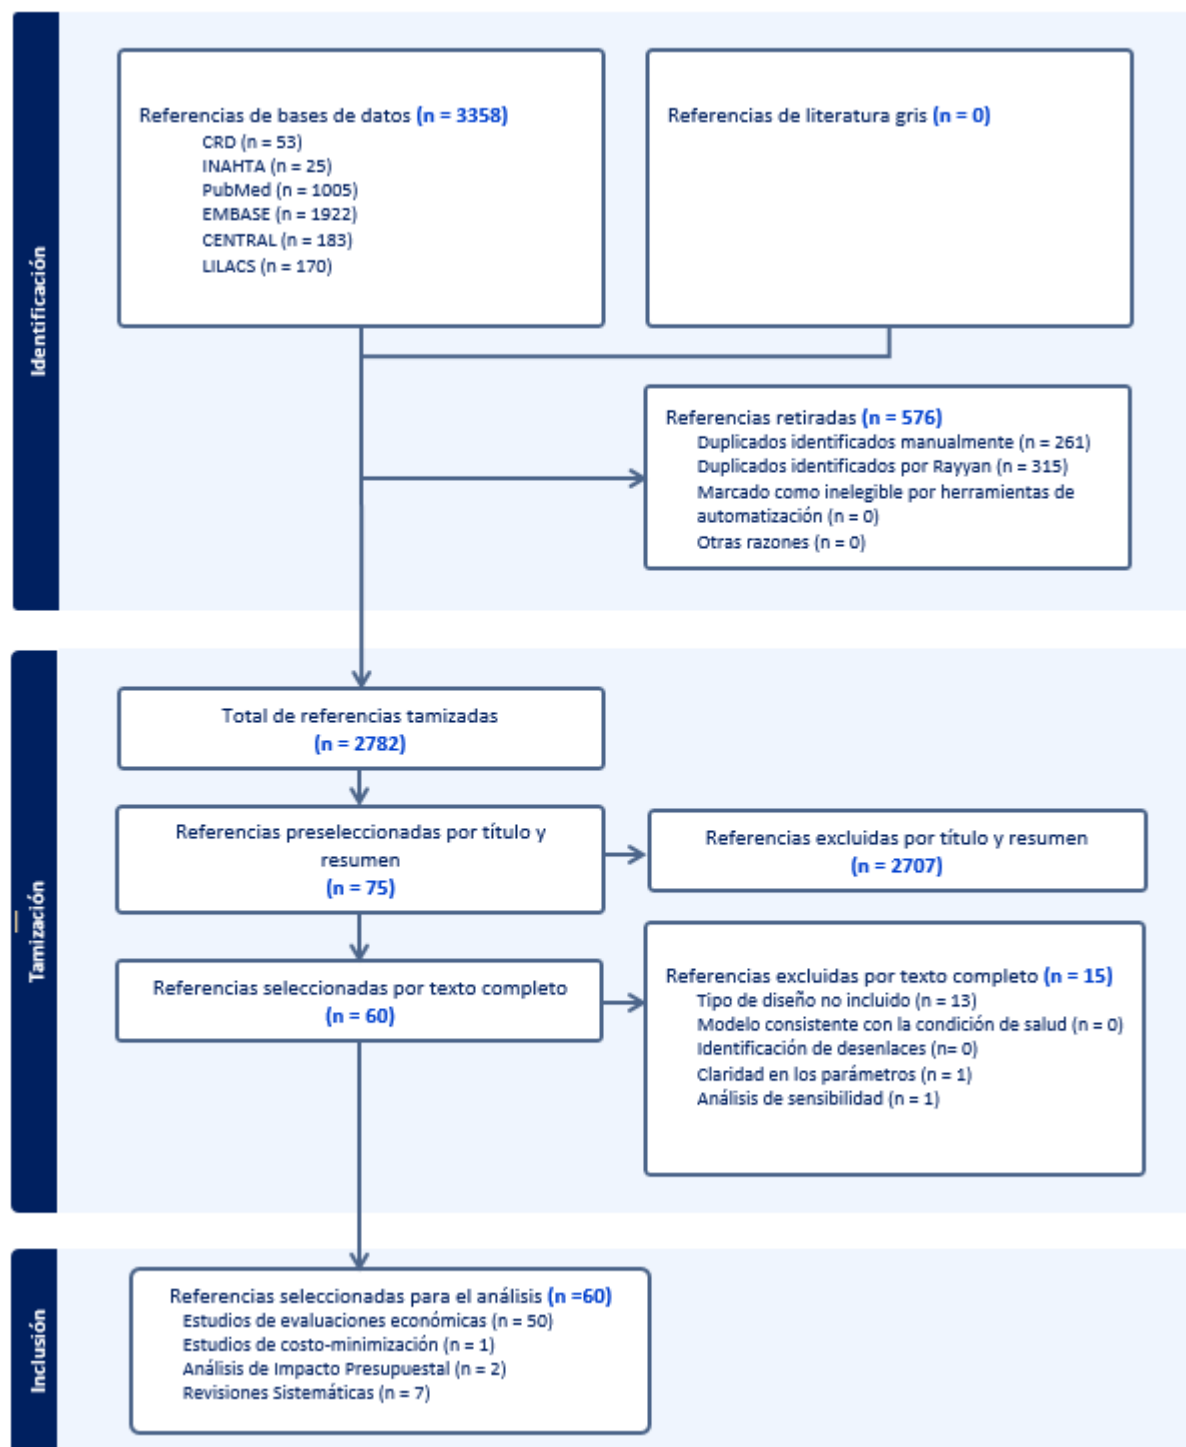 Identificación
Referencias de bases de datos (n = 3358)
CRD (n = 53)
INAHTA (n = 25)
PubMed (n = 1005)
EMBASE (n = 1922)
CENTRAL (n = 183)
LILACS (n = 170)
Referencias de literatura gris (n = 0)
Referencias retiradas (n = 576)
Duplicados identificados manualmente (n = 261)
Duplicados identificados por Rayyan (n = 315)
Marcado como inelegible por herramientas de
automatización (n = 0)
Otras razones (n = 0)
Tamización
Total de referencias tamizadas
(n = 2782)
Referencias preseleccionadas por título y
resumen
(n = 75)
Referencias excluidas por título y resumen
(n = 2707)
Referencias seleccionadas por texto completo
(n = 60)
Referencias excluidas por texto completo (n = 15)
Tipo de diseño no incluido (n = 13)
Modelo consistente con la condición de salud (n = 0)
Identificación de desenlaces (n= 0)
Claridad en los parámetros (n = 1)
Análisis de sensibilidad (n = 1)
Inclusión
Referencias seleccionadas para el análisis (n =60)
Estudios de evaluaciones económicas (n = 50)
Estudios de costo-minimización (n = 1)
Análisis de Impacto Presupuestal (n = 2)
Revisiones Sistemáticas (n = 7)